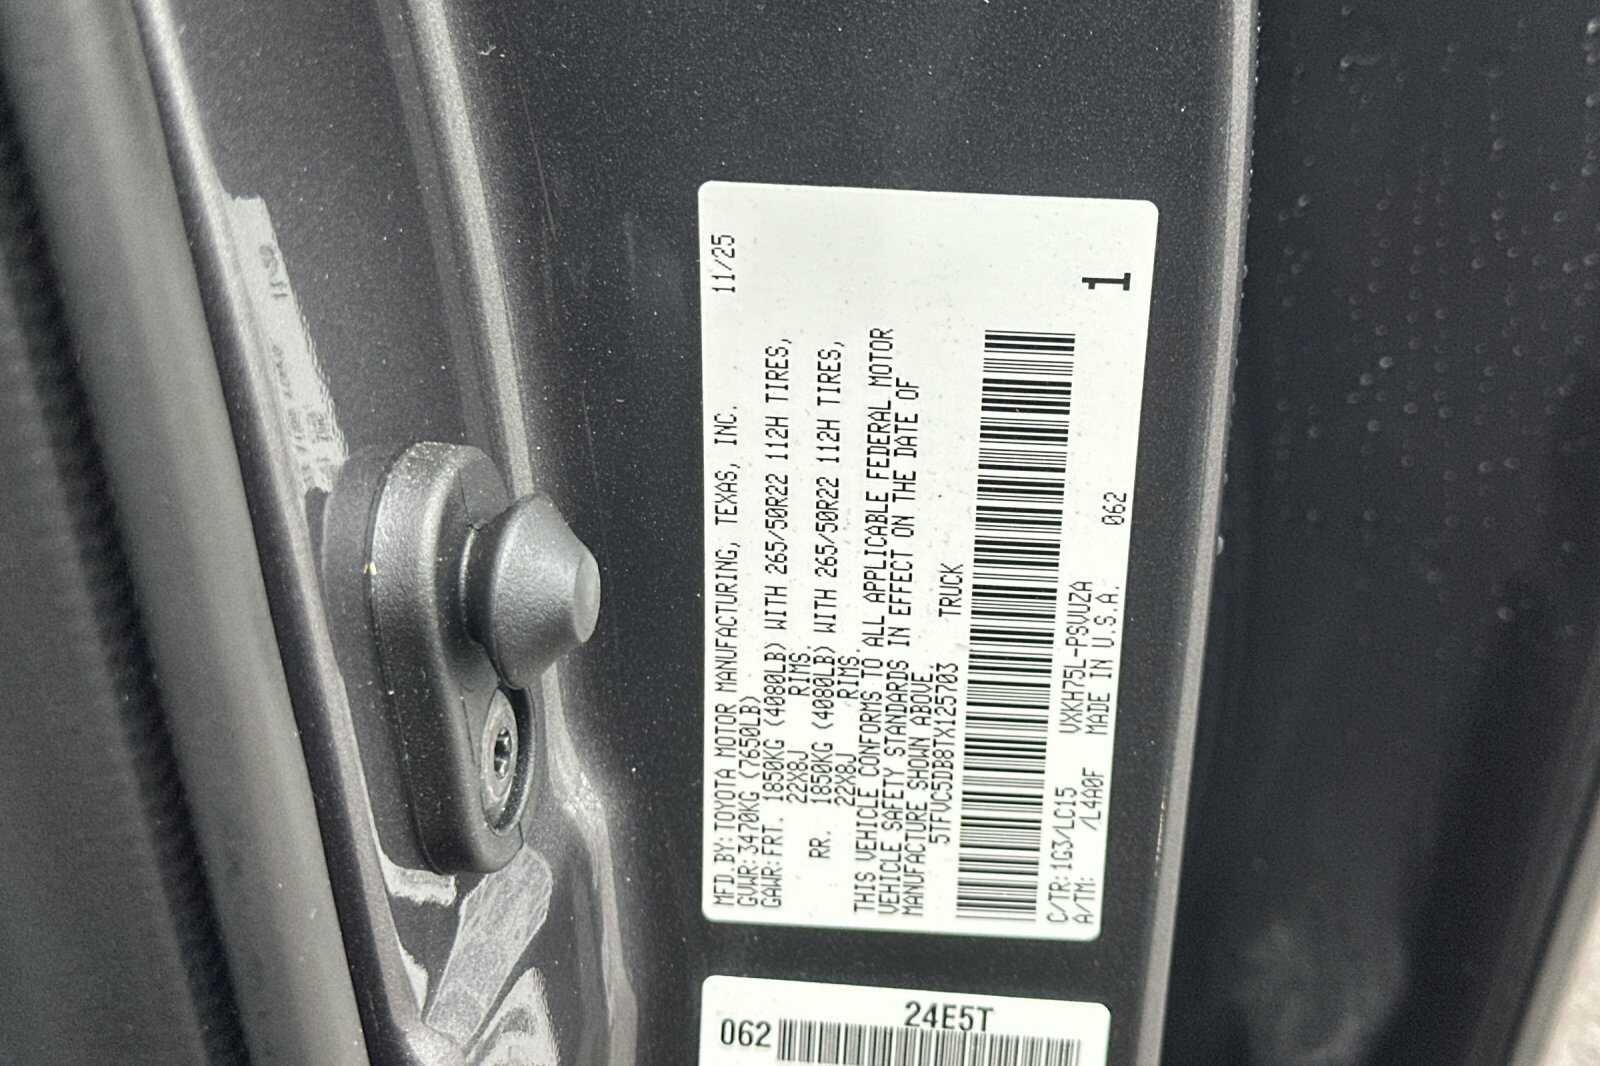 11/25
MFD.BY:TOYOTA MOTOR MANUFACTURING, TEXAS, INC.
GVWR:3470KG (7650LB)
GAWR:FRT. 1850KG (4080LB) WITH 265/50R22 112H TIRES,
22X8J RIMS.
RR. 1850KG (4080LB) WITH 265/50R22 112H TIRES,
22X8J RIMS.
THIS VEHICLE CONFORMS TO ALL APPLICABLE FEDERAL MOTOR
VEHICLE SAFETY STANDARDS IN EFFECT ON THE DATE OF
MANUFACTURE SHOWN ABOVE.
5TFVC5DB8TX125703 TRUCK
C/TR:1G3/LC15 VXKH75L-PSVUZA 062
A/TM: /L4A0F MADE IN U.S.A.
1
24E5T
062